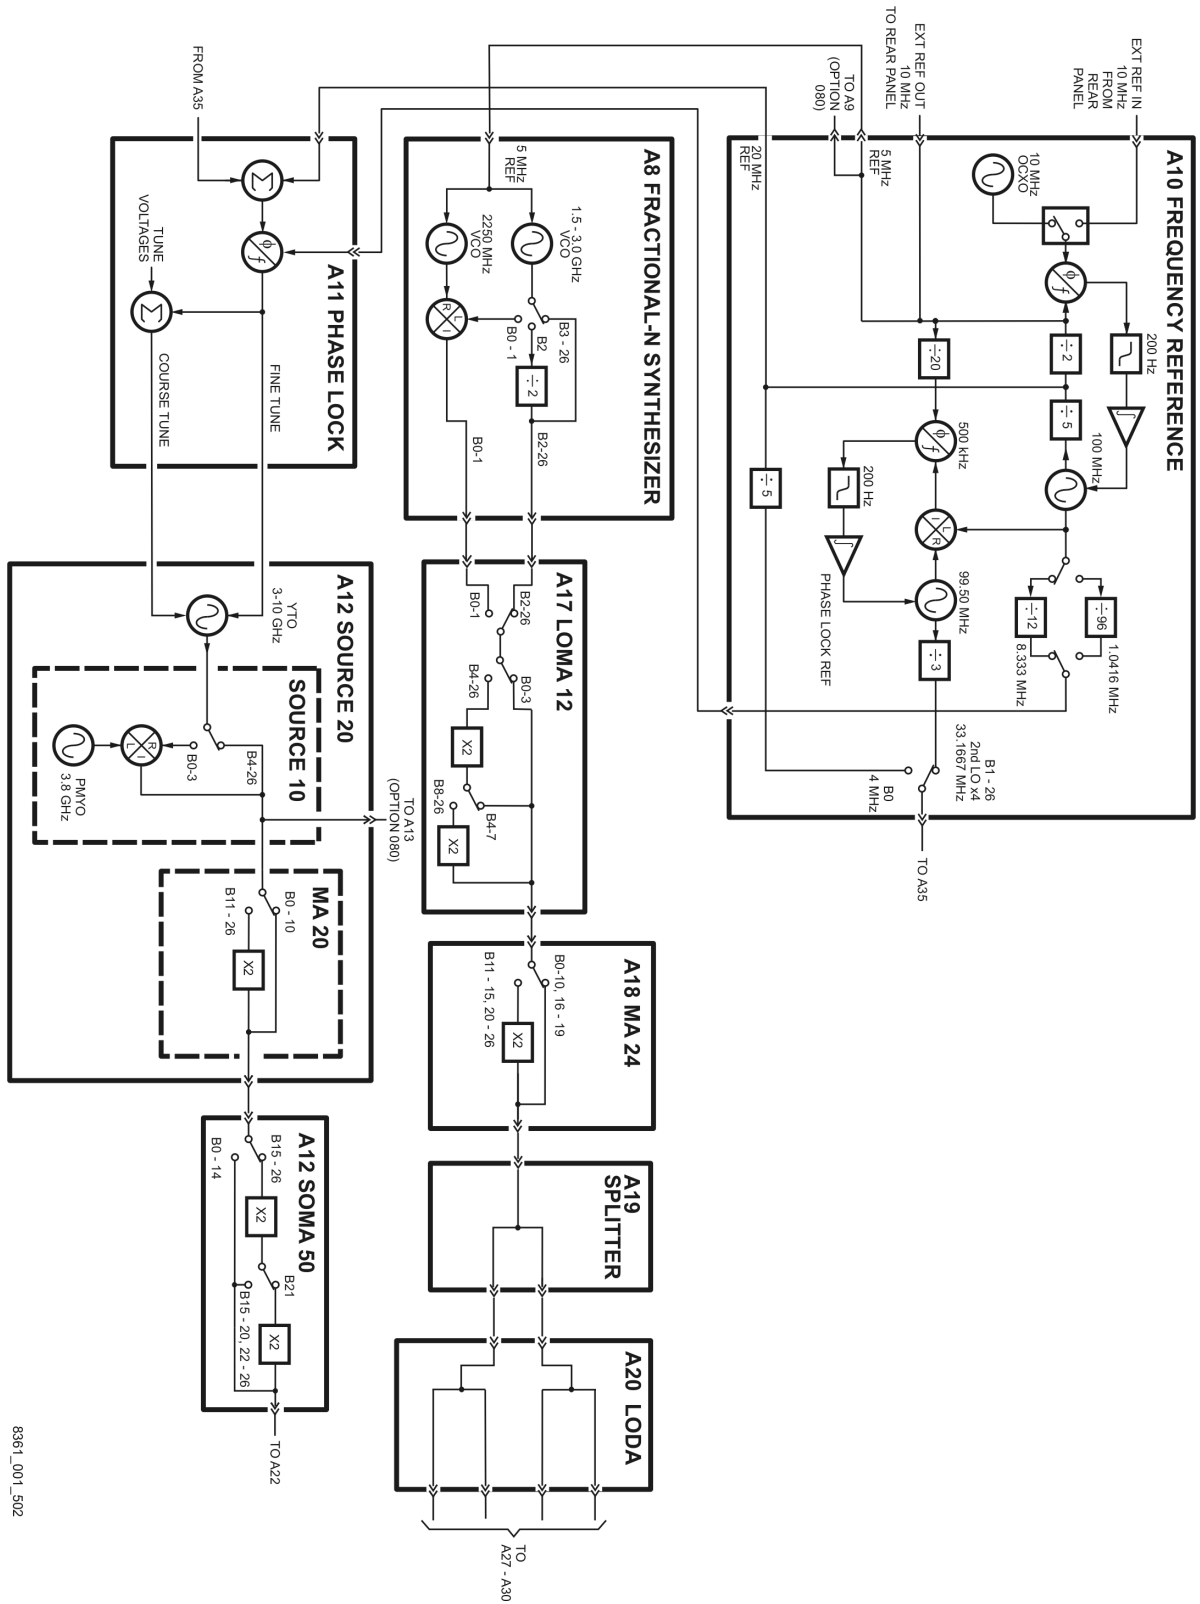 A10 FREQUENCY REFERENCE
EXT REF IN
10 MHz
FROM
REAR
PANEL
EXT REF OUT
10 MHz
TO REAR PANEL
TO A9
(OPTION
080)
5 MHz
REF
20 MHz
REF
10 MHz
OCXO
ϕ
f
200 Hz
÷2
÷5
100 MHz
∫
÷20
500 kHz
ϕ
f
200 Hz
∫
PHASE LOCK REF
L
R
I
99.50 MHz
÷3
÷5
÷96
1.0416 MHz
÷12
8.333 MHz
B1 - 26
2nd LO x4
33.1667 MHz
B0
4 MHz
TO A35
A8 FRACTIONAL-N SYNTHESIZER
5 MHz
REF
1.5 - 3.0 GHz
VCO
2250 MHz
VCO
R
L
I
B3 - 26
B2
B0 - 1
÷2
B2-26
B0-1
A17 LOMA 12
B2-26
B0-1
B0-3
B4-26
X2
B4-7
B8-26
X2
A18 MA 24
B0-10, 16 - 19
B11 - 15, 20 - 26
X2
A19
SPLITTER
A20 LODA
TO
A27 - A30
A11 PHASE LOCK
FROM A35
Σ
ϕ
f
TUNE
VOLTAGES
Σ
FINE TUNE
COURSE TUNE
A12 SOURCE 20
YTO
3-10 GHz
SOURCE 10
B4-26
B0-3
R
L
I
PMYO
3.8 GHz
TO A13
(OPTION 080)
MA 20
B0 - 10
B11 - 26
X2
A12 SOMA 50
B15 - 26
B0 - 14
X2
B21
B15 - 20, 22 - 26
X2
TO A22
8361_001_502